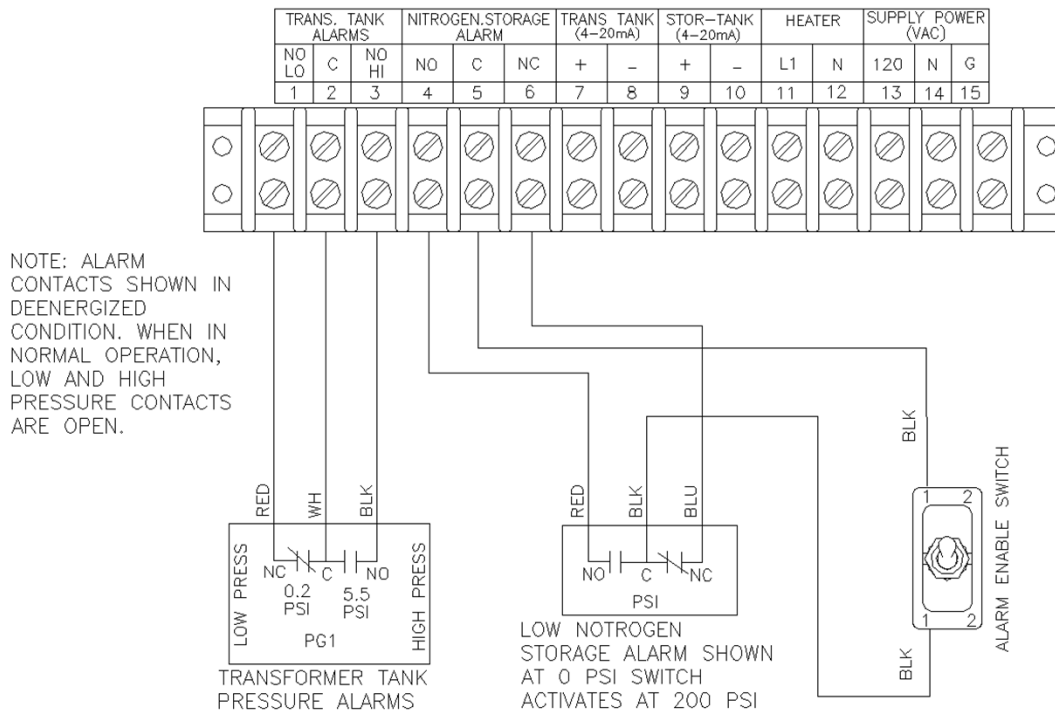 TRANS. TANK ALARMS
NITROGEN.STORAGE ALARM
TRANS TANK (4-20mA)
STOR-TANK (4-20mA)
HEATER
SUPPLY POWER (VAC)
NO LO
C
NO HI
NO
C
NC
+
-
+
-
L1
N
120
N
G
1
2
3
4
5
6
7
8
9
10
11
12
13
14
15
NOTE: ALARM
CONTACTS SHOWN IN
DEENERGIZED
CONDITION. WHEN IN
NORMAL OPERATION,
LOW AND HIGH
PRESSURE CONTACTS
ARE OPEN.
RED
WH
BLK
LOW PRESS
NC
C
NO
0.2
PSI
5.5
PSI
PG1
HIGH PRESS
TRANSFORMER TANK
PRESSURE ALARMS
RED
BLK
BLU
NO
C
NC
PSI
LOW NOTROGEN
STORAGE ALARM SHOWN
AT 0 PSI SWITCH
ACTIVATES AT 200 PSI
BLK
1
2
1
2
BLK
ALARM ENABLE SWITCH